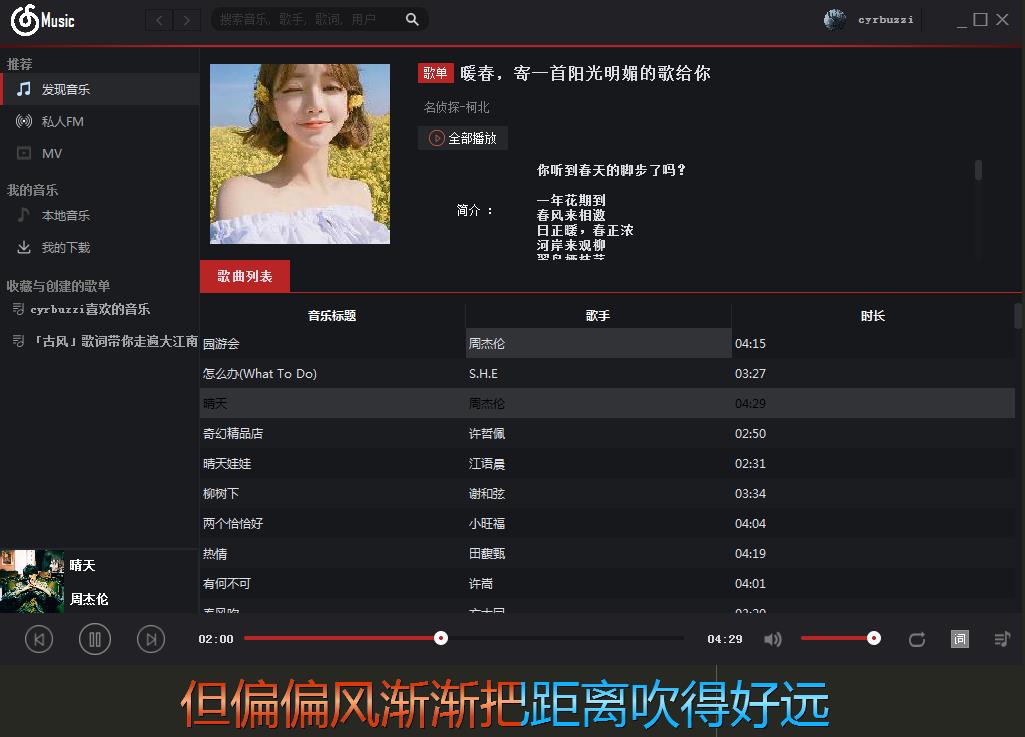 Music
搜索音乐，歌手，歌词，用户
cyrbuzzi
推荐
发现音乐
私人FM
MV
我的音乐
本地音乐
我的下载
收藏与创建的歌单
cyrbuzzi喜欢的音乐
「古风」歌词带你走遍大江南
歌单 暖春，寄一首阳光明媚的歌给你
名侦探-柯北
全部播放
简介：
你听到春天的脚步了吗？
一年花期到
春风来相邀
日正暖，春正浓
河岸来观柳
歌曲列表
音乐标题 歌手 时长
园游会 周杰伦 04:15
怎么办(What To Do) S.H.E 03:27
晴天 周杰伦 04:29
奇幻精品店 许哲佩 02:50
晴天娃娃 江语晨 02:31
柳树下 谢和弦 03:34
两个恰恰好 小旺福 04:04
热情 田馥甄 04:19
有何不可 许嵩 04:01
晴天
周杰伦
02:00 04:29 词
但偏偏风渐渐把距离吹得好远